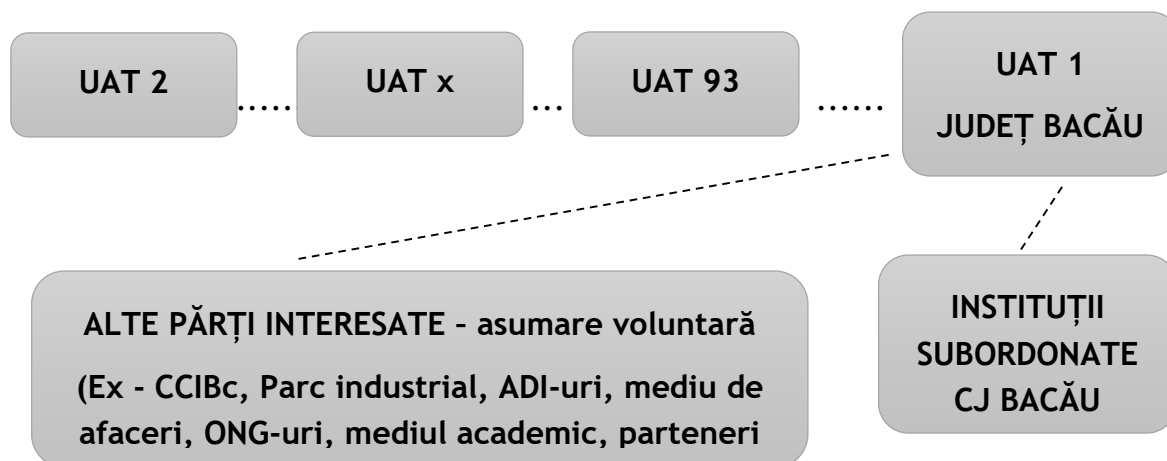 UAT 2
.....
UAT x
...
UAT 93
......
UAT 1
JUDEȚ BACĂU
ALTE PĂRȚI INTERESATE – asumare voluntară
(Ex - CCIBc, Parc industrial, ADI-uri, mediu de
afaceri, ONG-uri, mediul academic, parteneri
INSTITUȚII
SUBORDONATE
CJ BACĂU